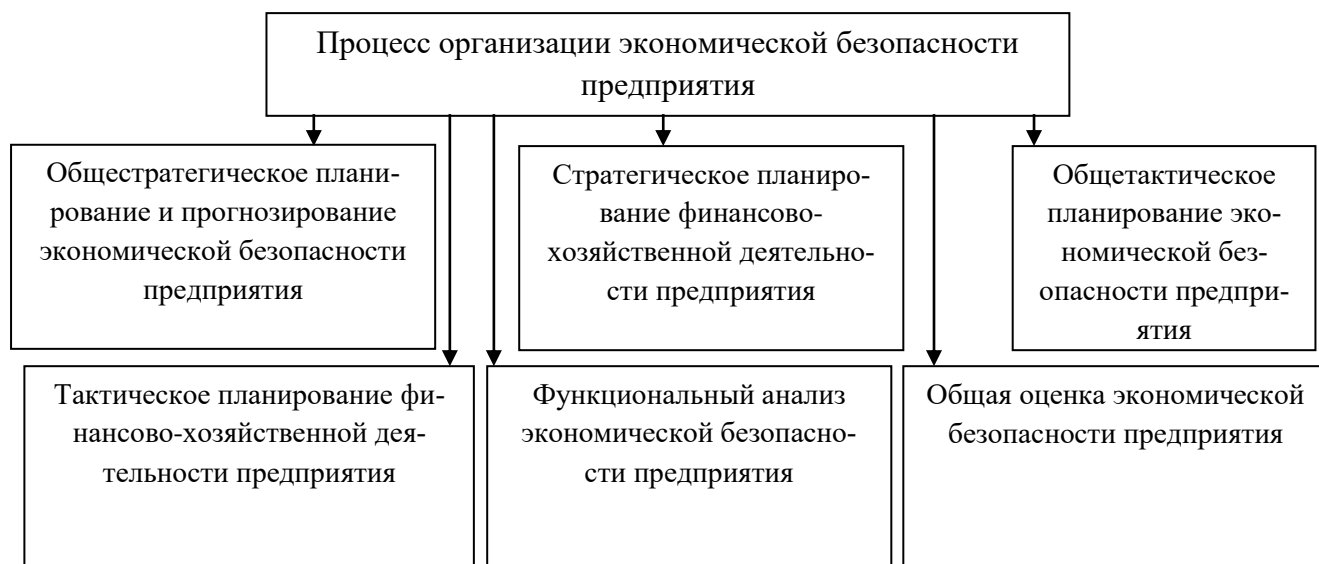 Процесс организации экономической безопасности
предприятия
Общестратегическое плани-
рование и прогнозирование
экономической безопасности
предприятия
Стратегическое планиро-
вание финансово-
хозяйственной деятельно-
сти предприятия
Общетактическое
планирование эко-
номической без-
опасности предпри-
ятия
Тактическое планирование фи-
нансово-хозяйственной дея-
тельности предприятия
Функциональный анализ
экономической безопасно-
сти предприятия
Общая оценка экономической
безопасности предприятия